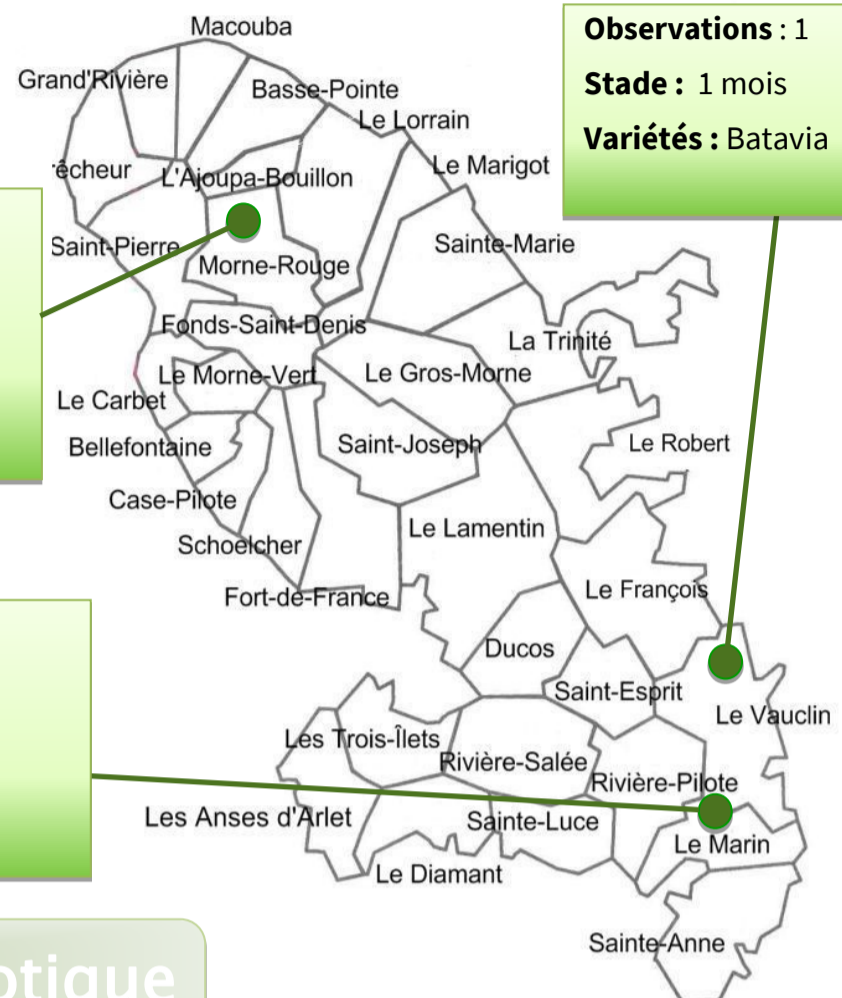 Macouba
Observations : 1
Stade : 1 mois
Variétés : Batavia
Grand'Rivière
Basse-Pointe
Le Lorrain
rêcheur
L'Ajoupa-Bouillon
Le Marigot
Saint-Pierre
Morne-Rouge
Sainte-Marie
Fonds-Saint-Denis
La Trinité
Le Morne-Vert
Le Gros-Morne
Le Carbet
Bellefontaine
Saint-Joseph
Le Robert
Case-Pilote
Le Lamentin
Schoelcher
Fort-de-France
Le François
Ducos
Saint-Esprit
Le Vauclin
Les Trois-Îlets
Rivière-Salée
Rivière-Pilote
Les Anses d'Arlet
Sainte-Luce
Le Marin
Le Diamant
Sainte-Anne
otique